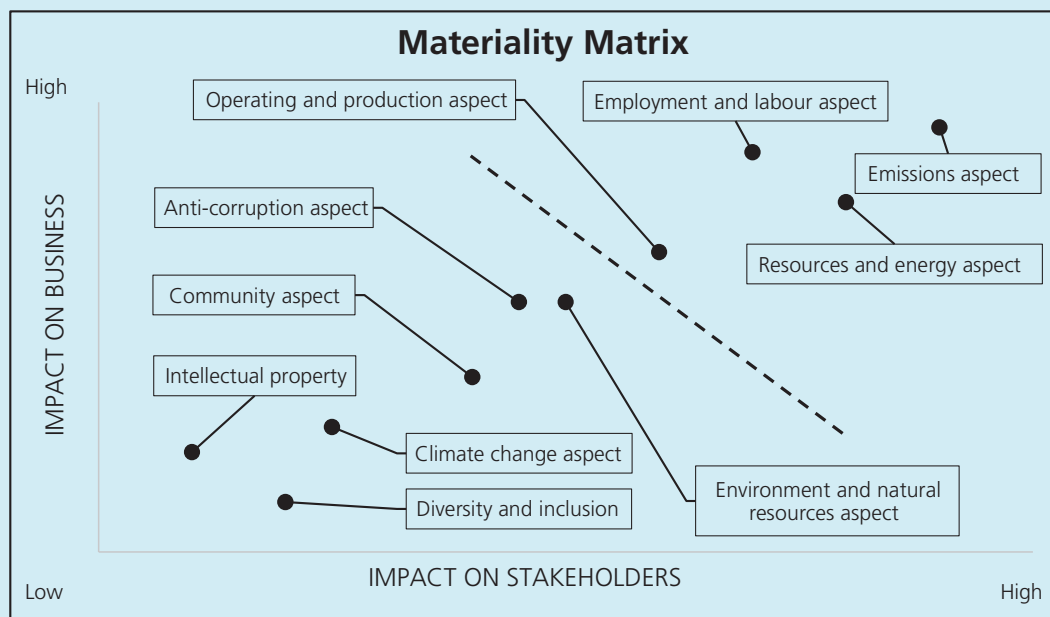 Materiality Matrix
High
Operating and production aspect
Employment and labour aspect
Emissions aspect
Anti-corruption aspect
Resources and energy aspect
Community aspect
IMPACT ON BUSINESS
Intellectual property
Climate change aspect
Environment and natural
resources aspect
Diversity and inclusion
IMPACT ON STAKEHOLDERS
Low
High